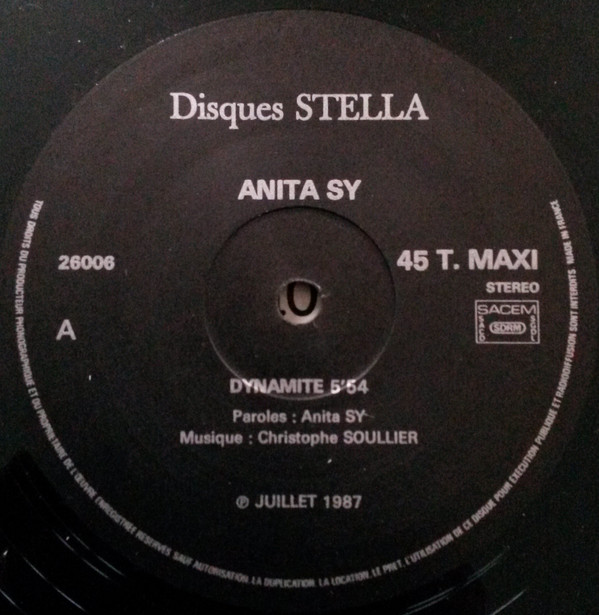 Disques STELLA
ANITA SY
26006
45 T. MAXI
STEREO
SACEM
SACD
SDRM
SGDL
A
DYNAMITE 5'54
Paroles : Anita SY
Musique : Christophe SOULLIER
℗ JUILLET 1987
TOUS DROITS DU PRODUCTEUR PHONOGRAPHIQUE ET DU PROPRIETAIRE DE L'ŒUVRE ENREGISTREE RESERVES SAUF AUTORISATION. LA DUPLICATION. LA LOCATION. LE PRET. L'UTILISATION DE CE DISQUE POUR EXECUTION PUBLIQUE ET RADIODIFFUSION SONT INTERDITS MADE IN FRANCE